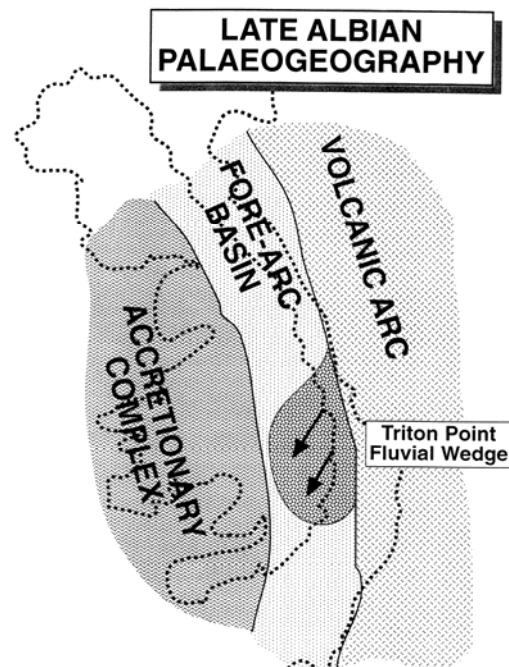 LATE ALBIAN
PALAEOGEOGRAPHY
VOLCANIC ARC
FORE-ARC
BASIN
ACCRETIONARY
COMPLEX
Triton Point
Fluvial Wedge